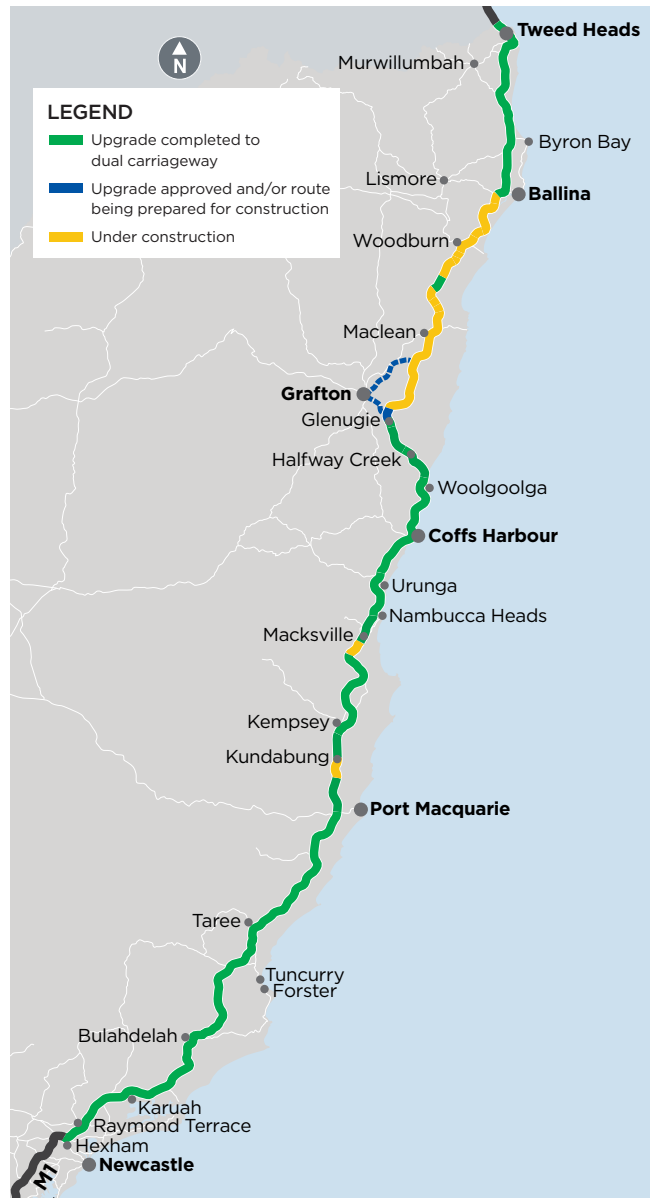 Tweed Heads
Murwillumbah
N
LEGEND
Upgrade completed to
dual carriageway
Upgrade approved and/or route
being prepared for construction
Under construction
Byron Bay
Lismore
Ballina
Woodburn
Maclean
Grafton
Glenugie
Halfway Creek
Woolgoolga
Coffs Harbour
Urunga
Nambucca Heads
Macksville
Kempsey
Kundabung
Port Macquarie
Taree
Tuncurry
Forster
Bulahdelah
Karuah
Raymond Terrace
Hexham
Newcastle
M1